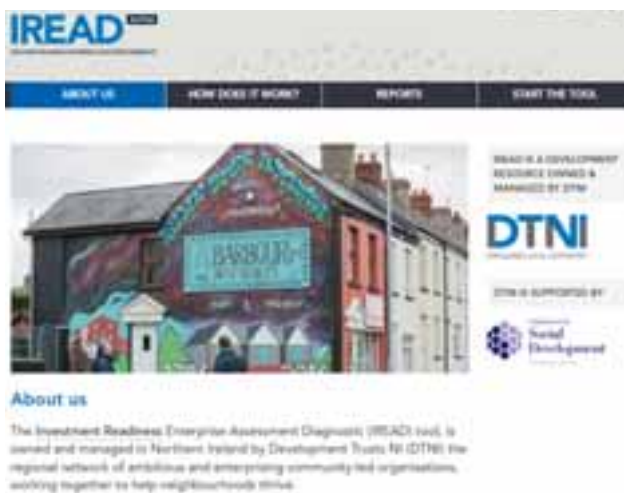 IREAD
ABOUT US
HOW DOES IT WORK?
REPORTS
START THE TOOL
IREAD IS A DEVELOPMENT
RESOURCE OWNED &
MANAGED BY DTNI
DTNI
DTNI IS SUPPORTED BY
Social
Development
BARBOUR
About us
The Investment Readiness Enterprise Assessment Diagnostic (IREAD) tool, is
owned and managed in Northern Ireland by Development Trusts NI (DTNI) the
regional network of ambitious and enterprising community-led organisations,
working together to help neighbourhoods thrive.